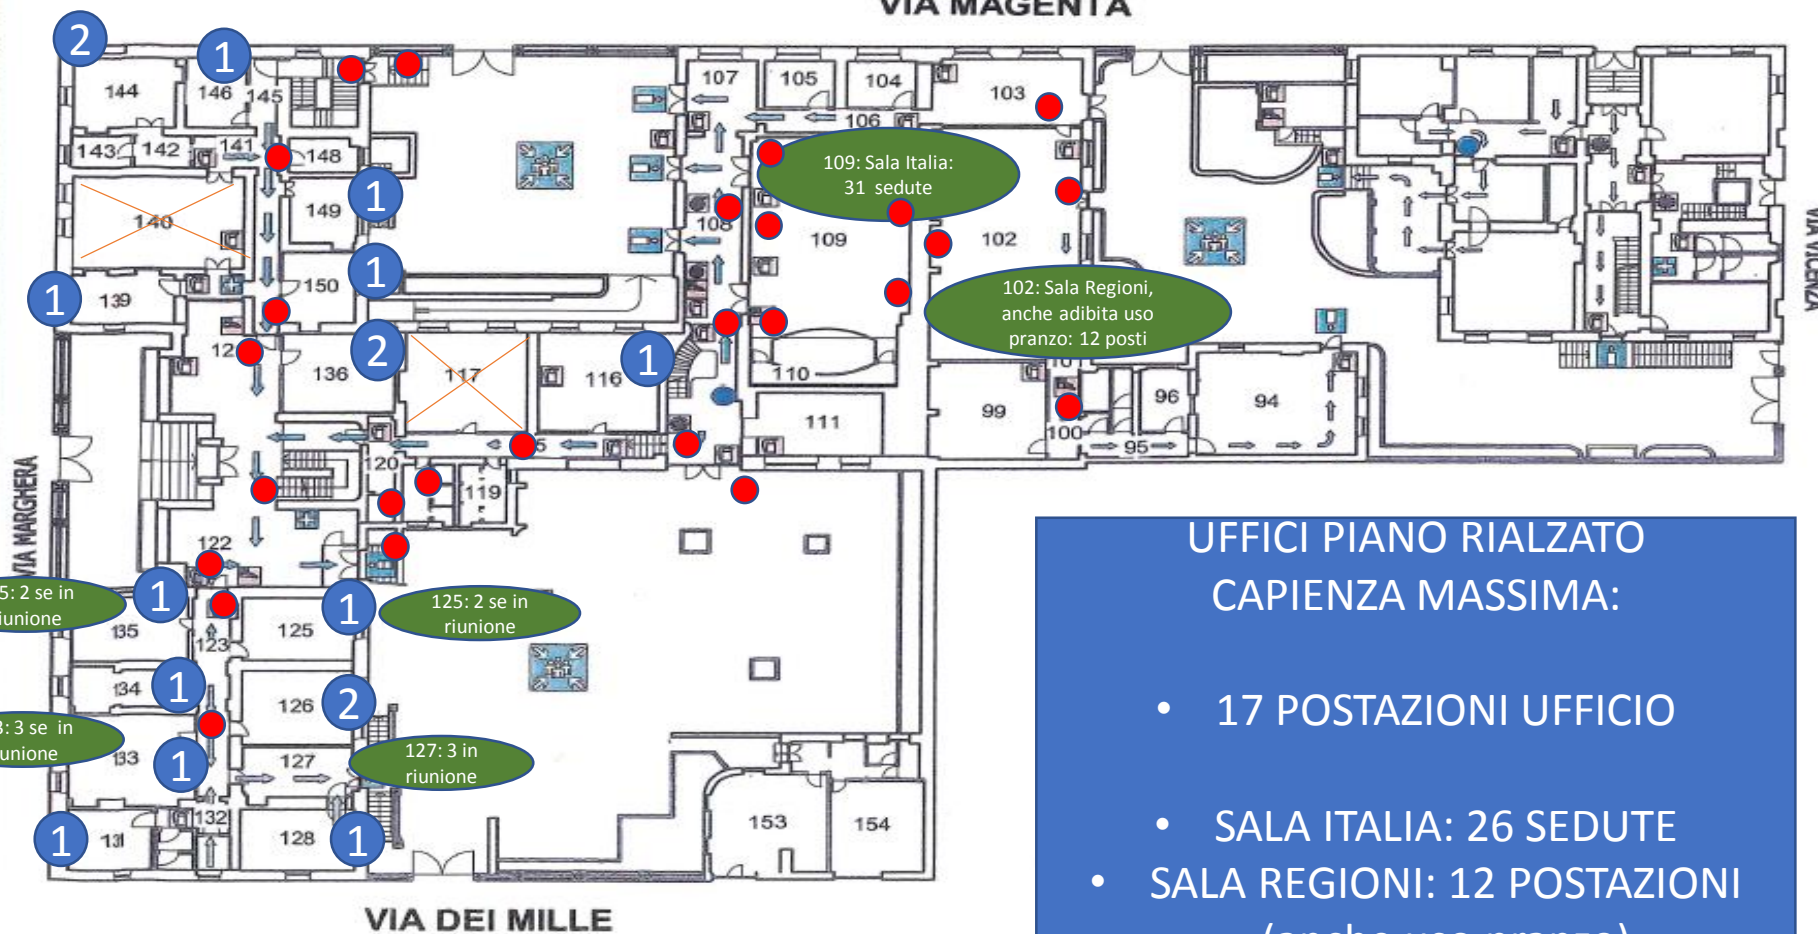 VIA MAGENTA
2
1
144
146
145
107
105
104
103
106
143
142
141
148
109: Sala Italia:
31 sedute
1
149
140
108
109
102
1
150
1
139
102: Sala Regioni,
anche adibita uso
pranzo: 12 posti
VIA VICENZA
12
136
2
117
116
1
110
111
99
96
94
100
95
120
119
VIA MARGHERA
122
5: 2 se in
iunione
1
135
123
125
1
125: 2 se in
riunione
134
1
126
2
3: 3 se in
unione
133
1
127
127: 3 in
riunione
1
131
132
128
1
153
154
VIA DEI MILLE
UFFICI PIANO RIALZATO
CAPIENZA MASSIMA:
• 17 POSTAZIONI UFFICIO
• SALA ITALIA: 26 SEDUTE
• SALA REGIONI: 12 POSTAZIONI
(anche uso pranzo)